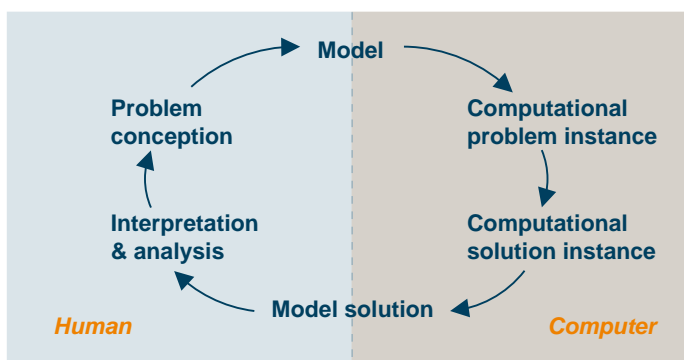 Model
Problem
conception
Computational
problem instance
Interpretation
& analysis
Computational
solution instance
Model solution
Human
Computer